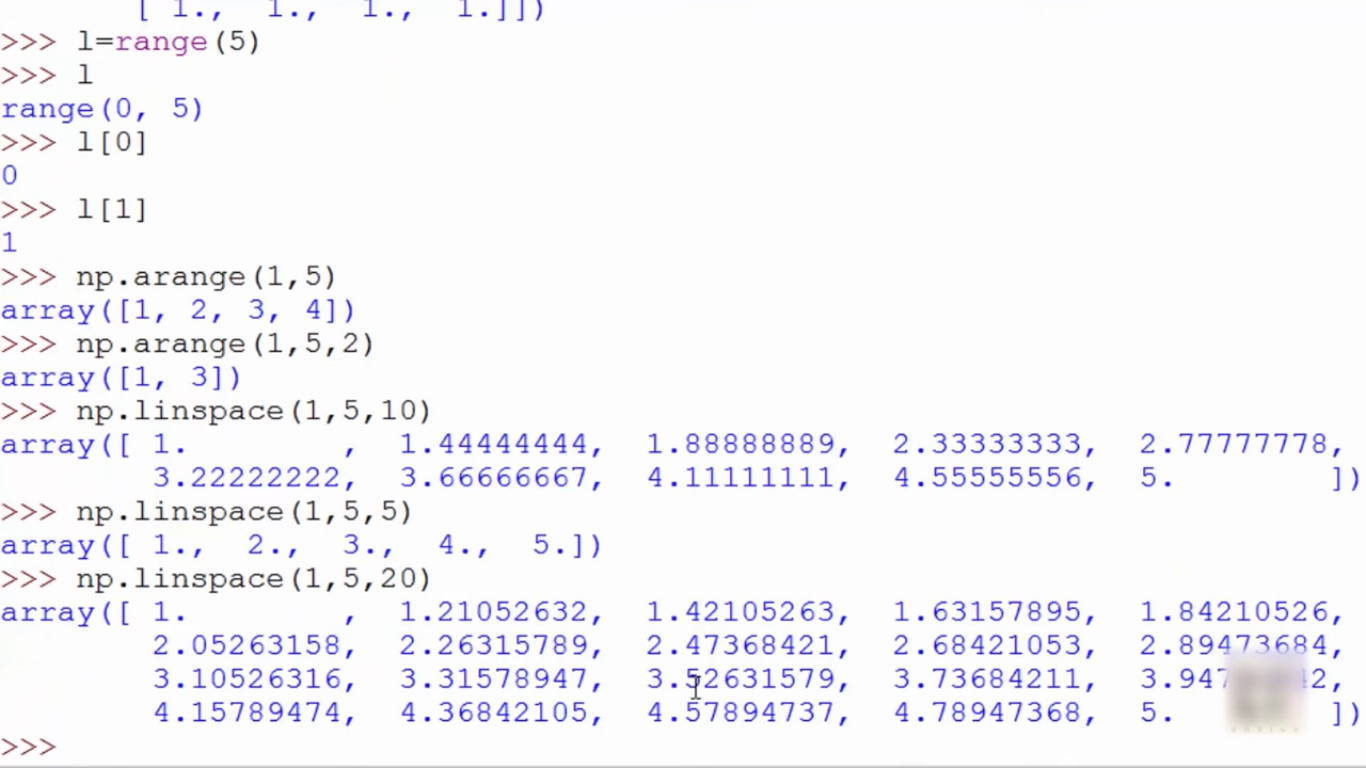 [ 1., 1., 1., 1.]])
>>> l=range(5)
>>> l
range(0, 5)
>>> l[0]
0
>>> l[1]
1
>>> np.arange(1,5)
array([1, 2, 3, 4])
>>> np.arange(1,5,2)
array([1, 3])
>>> np.linspace(1,5,10)
array([ 1.        ,  1.44444444,  1.88888889,  2.33333333,  2.77777778,
        3.22222222,  3.66666667,  4.11111111,  4.55555556,  5.        ])
>>> np.linspace(1,5,5)
array([ 1.,  2.,  3.,  4.,  5.])
>>> np.linspace(1,5,20)
array([ 1.        ,  1.21052632,  1.42105263,  1.63157895,  1.84210526,
        2.05263158,  2.26315789,  2.47368421,  2.68421053,  2.89473684,
        3.10526316,  3.31578947,  3.52631579,  3.73684211,
        4.15789474,  4.36842105,  4.57894737,  4.78947368,  5.        ])
>>>